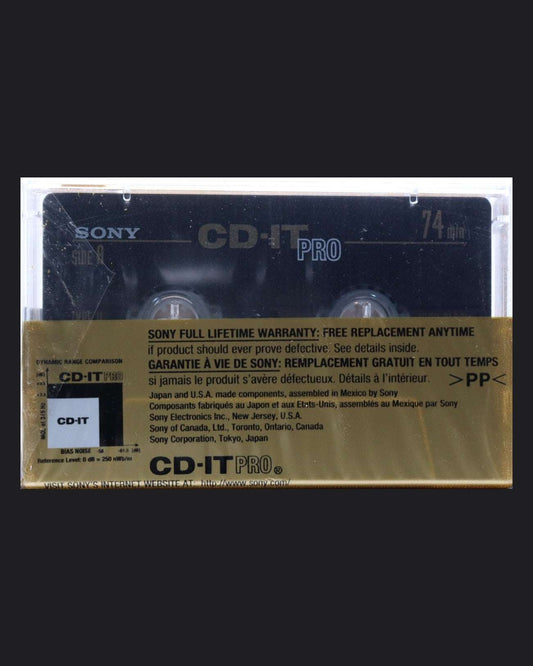 SONY CD-IT PRO 74 min
SIDE A
SONY FULL LIFETIME WARRANTY: FREE REPLACEMENT ANYTIME
if product should ever prove defective. See details inside.
GARANTIE À VIE DE SONY: REMPLACEMENT GRATUIT EN TOUT TEMPS
si jamais le produit s'avère défectueux. Détails à l'intérieur. >PP<
Japan and U.S.A. made components, assembled in Mexico by Sony
Composants fabriqués au Japon et aux Etats-Unis, assemblés au Mexique par Sony
Sony Electronics Inc., New Jersey, U.S.A.
Sony of Canada, Ltd., Toronto, Ontario, Canada
Sony Corporation, Tokyo, Japan
CD-IT PRO®
DYNAMIC RANGE COMPARISON
CD-IT PRO
CD-IT
BIAS NOISE
Reference Level: 0 dB = 250 nWb/m
VISIT SONY'S INTERNET WEBSITE AT http://www.sony.com/